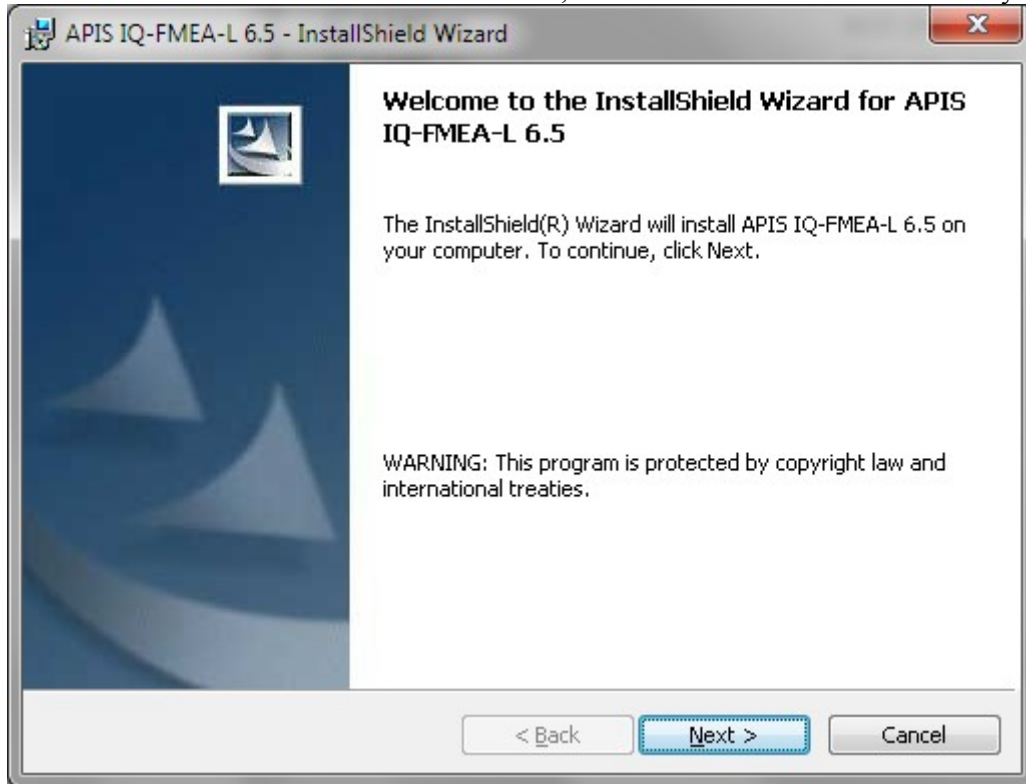 APIS IQ-FMEA-L 6.5 - InstallShield Wizard
Welcome to the InstallShield Wizard for APIS
IQ-FMEA-L 6.5
The InstallShield(R) Wizard will install APIS IQ-FMEA-L 6.5 on
your computer. To continue, click Next.
WARNING: This program is protected by copyright law and
international treaties.
< Back
Next >
Cancel